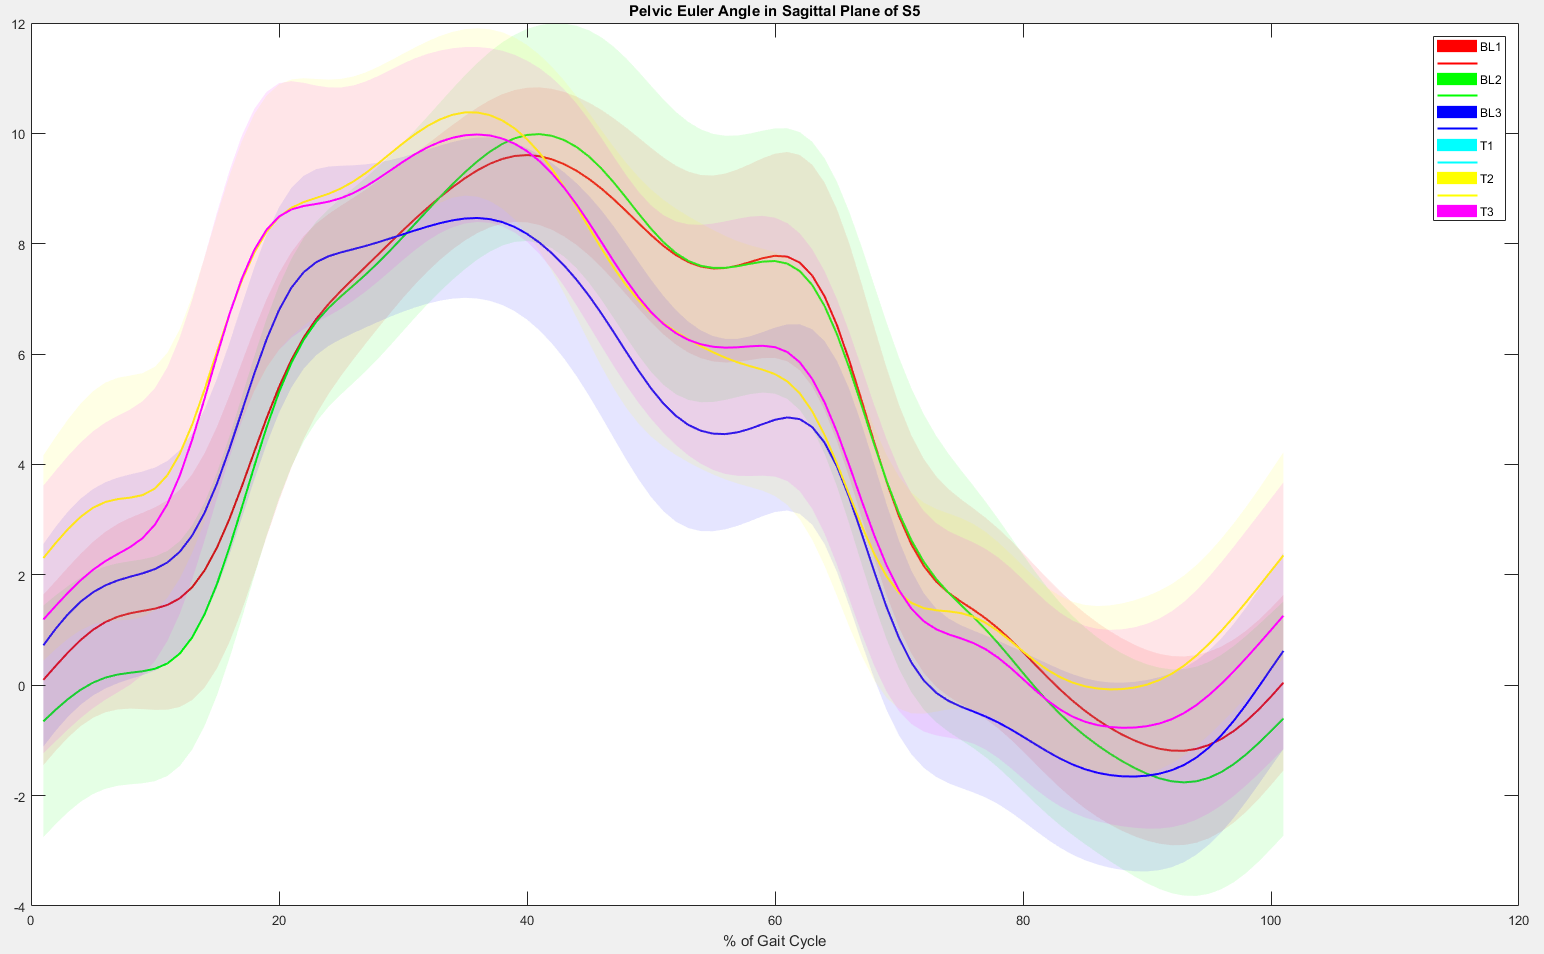 Pelvic Euler Angle in Sagittal Plane of S5
12
10
8
6
4
2
0
-2
-4
0 20 40 60 80 100 120
% of Gait Cycle
BL1
BL2
BL3
T1
T2
T3